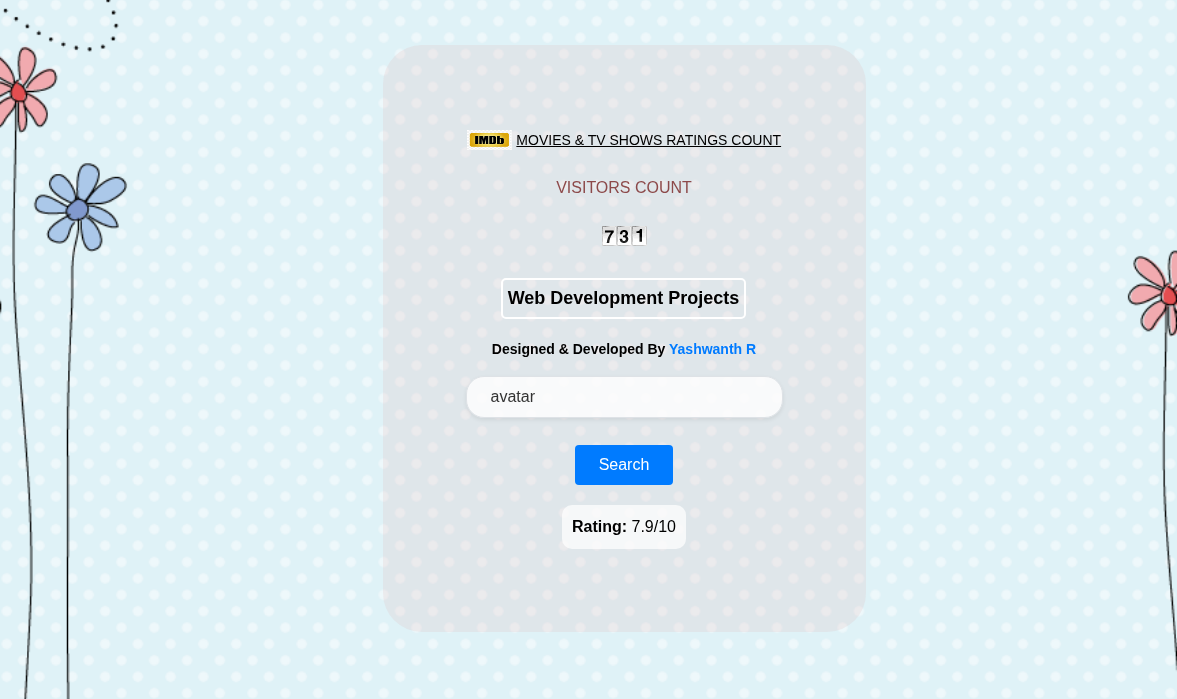 IMDb MOVIES & TV SHOWS RATINGS COUNT
VISITORS COUNT
731
Web Development Projects
Designed & Developed By Yashwanth R
avatar
Search
Rating: 7.9/10